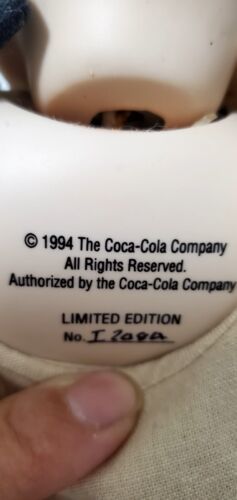 © 1994 The Coca-Cola Company
All Rights Reserved.
Authorized by the Coca-Cola Company
LIMITED EDITION
No.